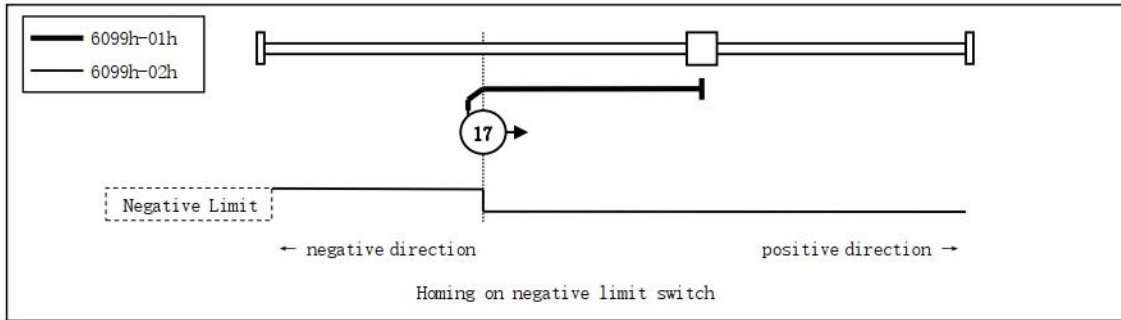 6099h-01h
6099h-02h
17
Negative Limit
← negative direction
positive direction →
Homing on negative limit switch